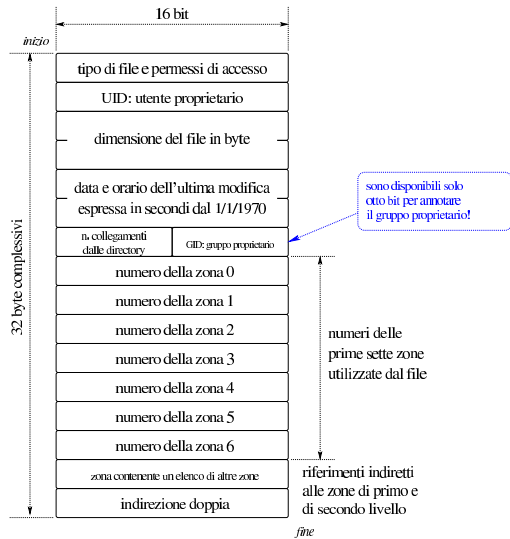 16 bit
inizio
tipo di file e permessi di accesso
UID: utente proprietario
dimensione del file in byte
data e orario dell'ultima modifica
espressa in secondi dal 1/1/1970
sono disponibili solo
otto bit per annotare
il gruppo proprietario!
n. collegamenti
dalle directory
GID: gruppo proprietario
32 byte complessivi
numero della zona 0
numero della zona 1
numero della zona 2
numero della zona 3
numero della zona 4
numero della zona 5
numero della zona 6
numeri delle
prime sette zone
utilizzate dal file
zona contenente un elenco di altre zone
indirezione doppia
riferimenti indiretti
alle zone di primo e
di secondo livello
fine